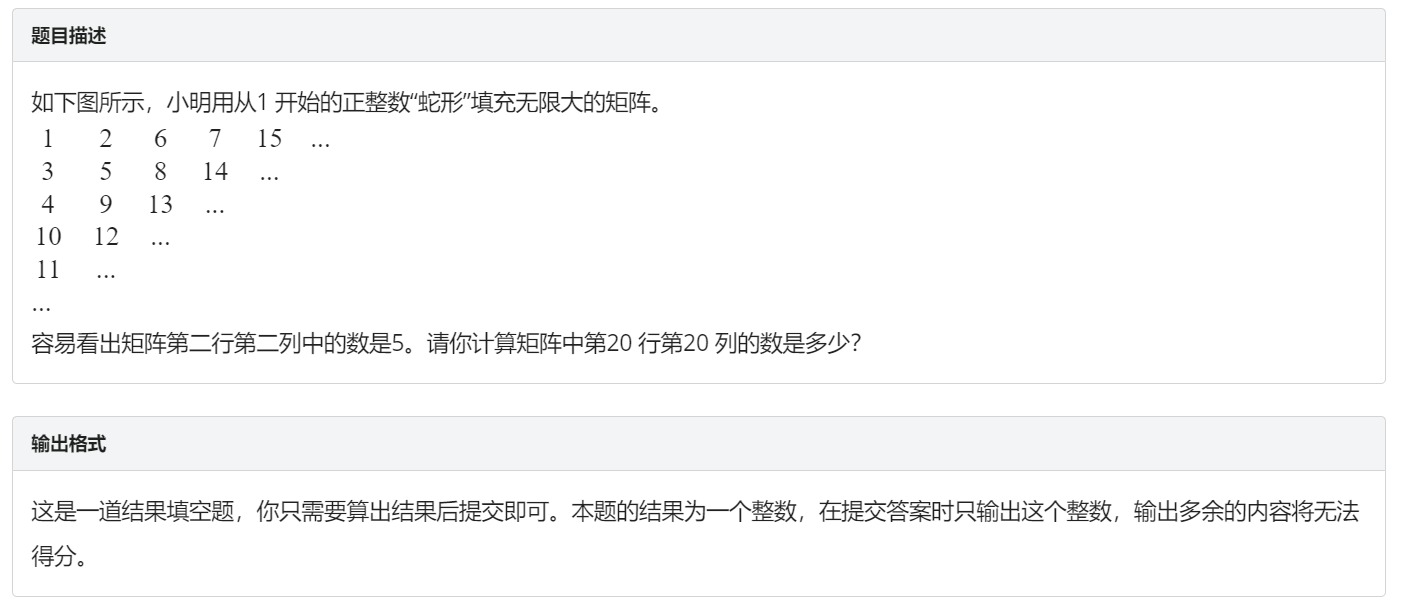 题目描述
如下图所示，小明用从1 开始的正整数“蛇形”填充无限大的矩阵。
1 2 6 7 15 ...
3 5 8 14 ...
4 9 13 ...
10 12 ...
11 ...
...
容易看出矩阵第二行第二列中的数是5。请你计算矩阵中第20 行第20 列的数是多少？
输出格式
这是一道结果填空题，你只需要算出结果后提交即可。本题的结果为一个整数，在提交答案时只输出这个整数，输出多余的内容将无法
得分。